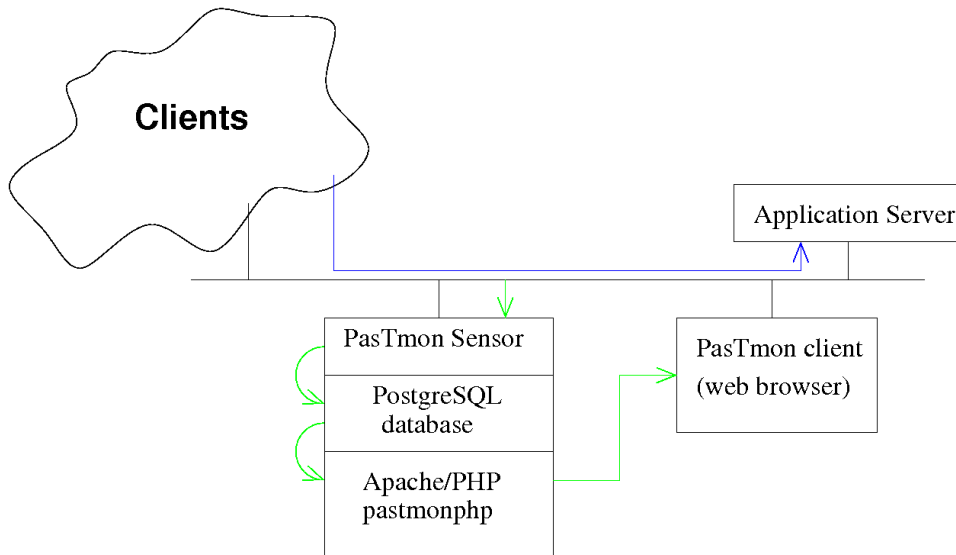 Clients
Application Server
PasTmon Sensor
PasTmon client
(web browser)
PostgreSQL
database
Apache/PHP
pastmonphp